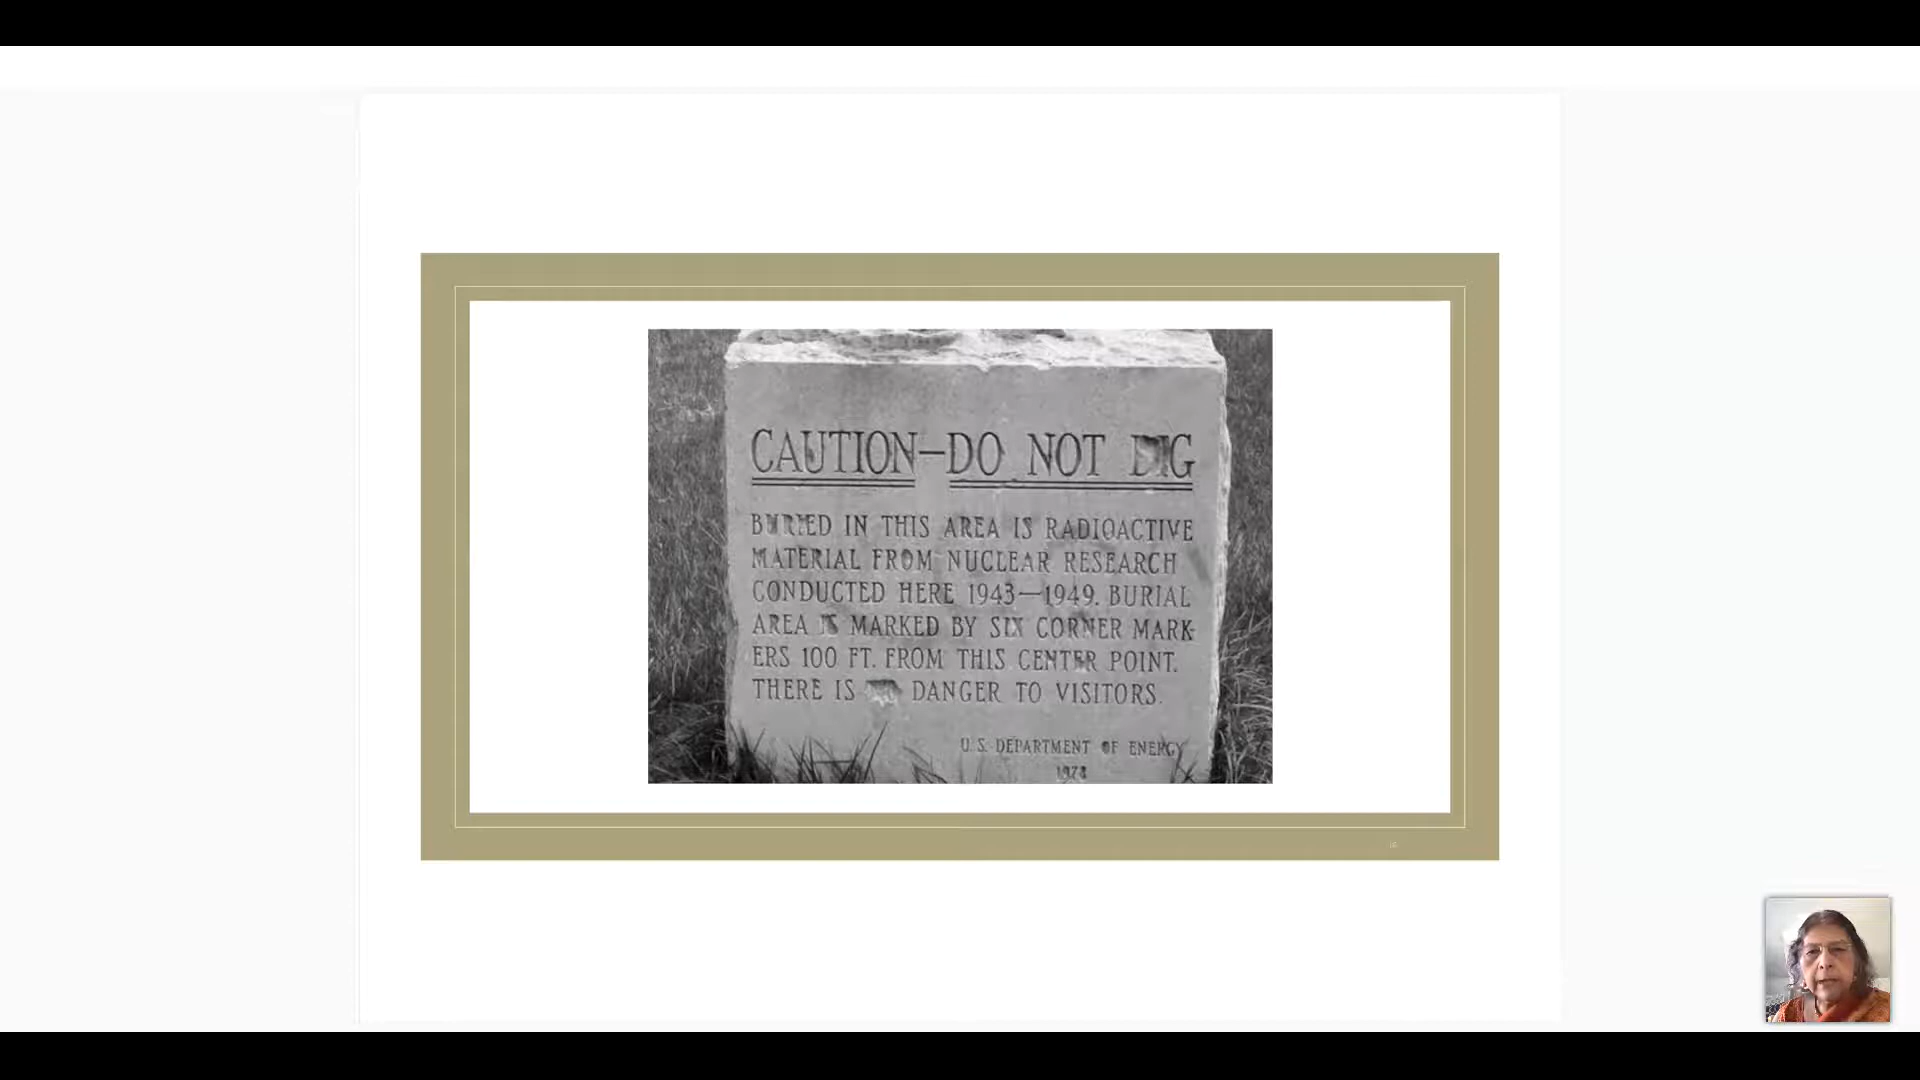 CAUTION—DO NOT DIG
BURIED IN THIS AREA IS RADIOACTIVE
MATERIAL FROM NUCLEAR RESEARCH
CONDUCTED HERE 1943—1949. BURIAL
AREA IS MARKED BY SIX CORNER MARK-
ERS 100 FT. FROM THIS CENTER POINT.
THERE IS DANGER TO VISITORS.
U.S. DEPARTMENT OF ENERGY